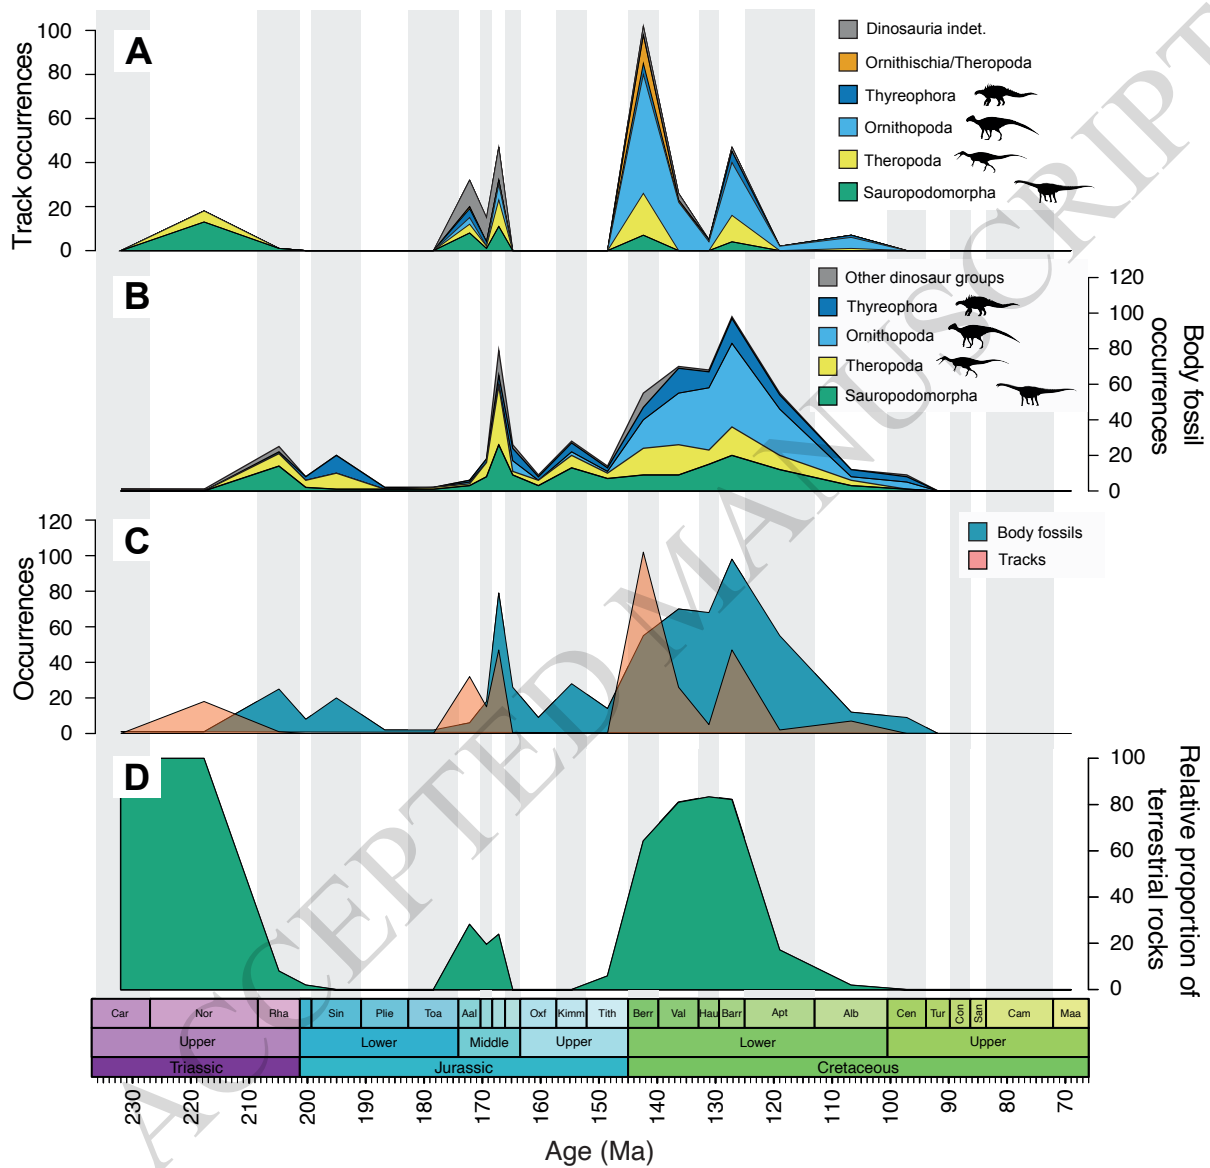 A
Track occurrences
100
80
60
40
20
0
Dinosauria indet.
Ornithischia/Theropoda
Thyreophora
Ornithopoda
Theropoda
Sauropodomorpha
B
Other dinosaur groups
Thyreophora
Ornithopoda
Theropoda
Sauropodomorpha
120
100
80
60
40
20
0
Body fossil
occurrences
C
Occurrences
120
100
80
60
40
20
0
Body fossils
Tracks
D
100
80
60
40
20
0
Relative proportion of
terrestrial rocks
Car Nor Rha Sin Plie Toa Aal Oxf Kimm Tith Berr Val Hau Barr Apt Alb Cen Tur Con San Cam Maa
Upper Lower Middle Upper Lower Upper
Triassic Jurassic Cretaceous
230 220 210 200 190 180 170 160 150 140 130 120 110 100 90 80 70
Age (Ma)
ACCEPTED MANUSCRIPT